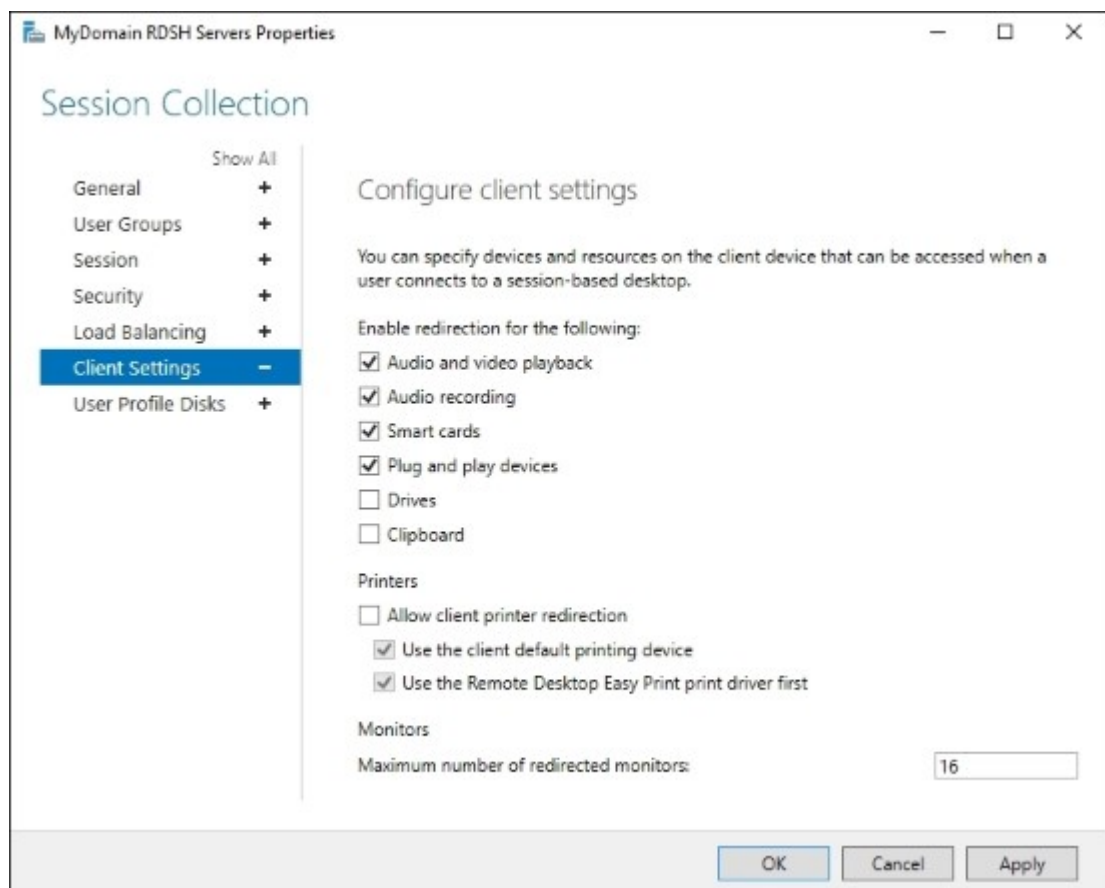 MyDomain RDSH Servers Properties
Session Collection
Show All
General +
User Groups +
Session +
Security +
Load Balancing +
Client Settings −
User Profile Disks +
Configure client settings
You can specify devices and resources on the client device that can be accessed when a
user connects to a session-based desktop.
Enable redirection for the following:
Audio and video playback
Audio recording
Smart cards
Plug and play devices
Drives
Clipboard
Printers
Allow client printer redirection
Use the client default printing device
Use the Remote Desktop Easy Print print driver first
Monitors
Maximum number of redirected monitors: 16
OK Cancel Apply